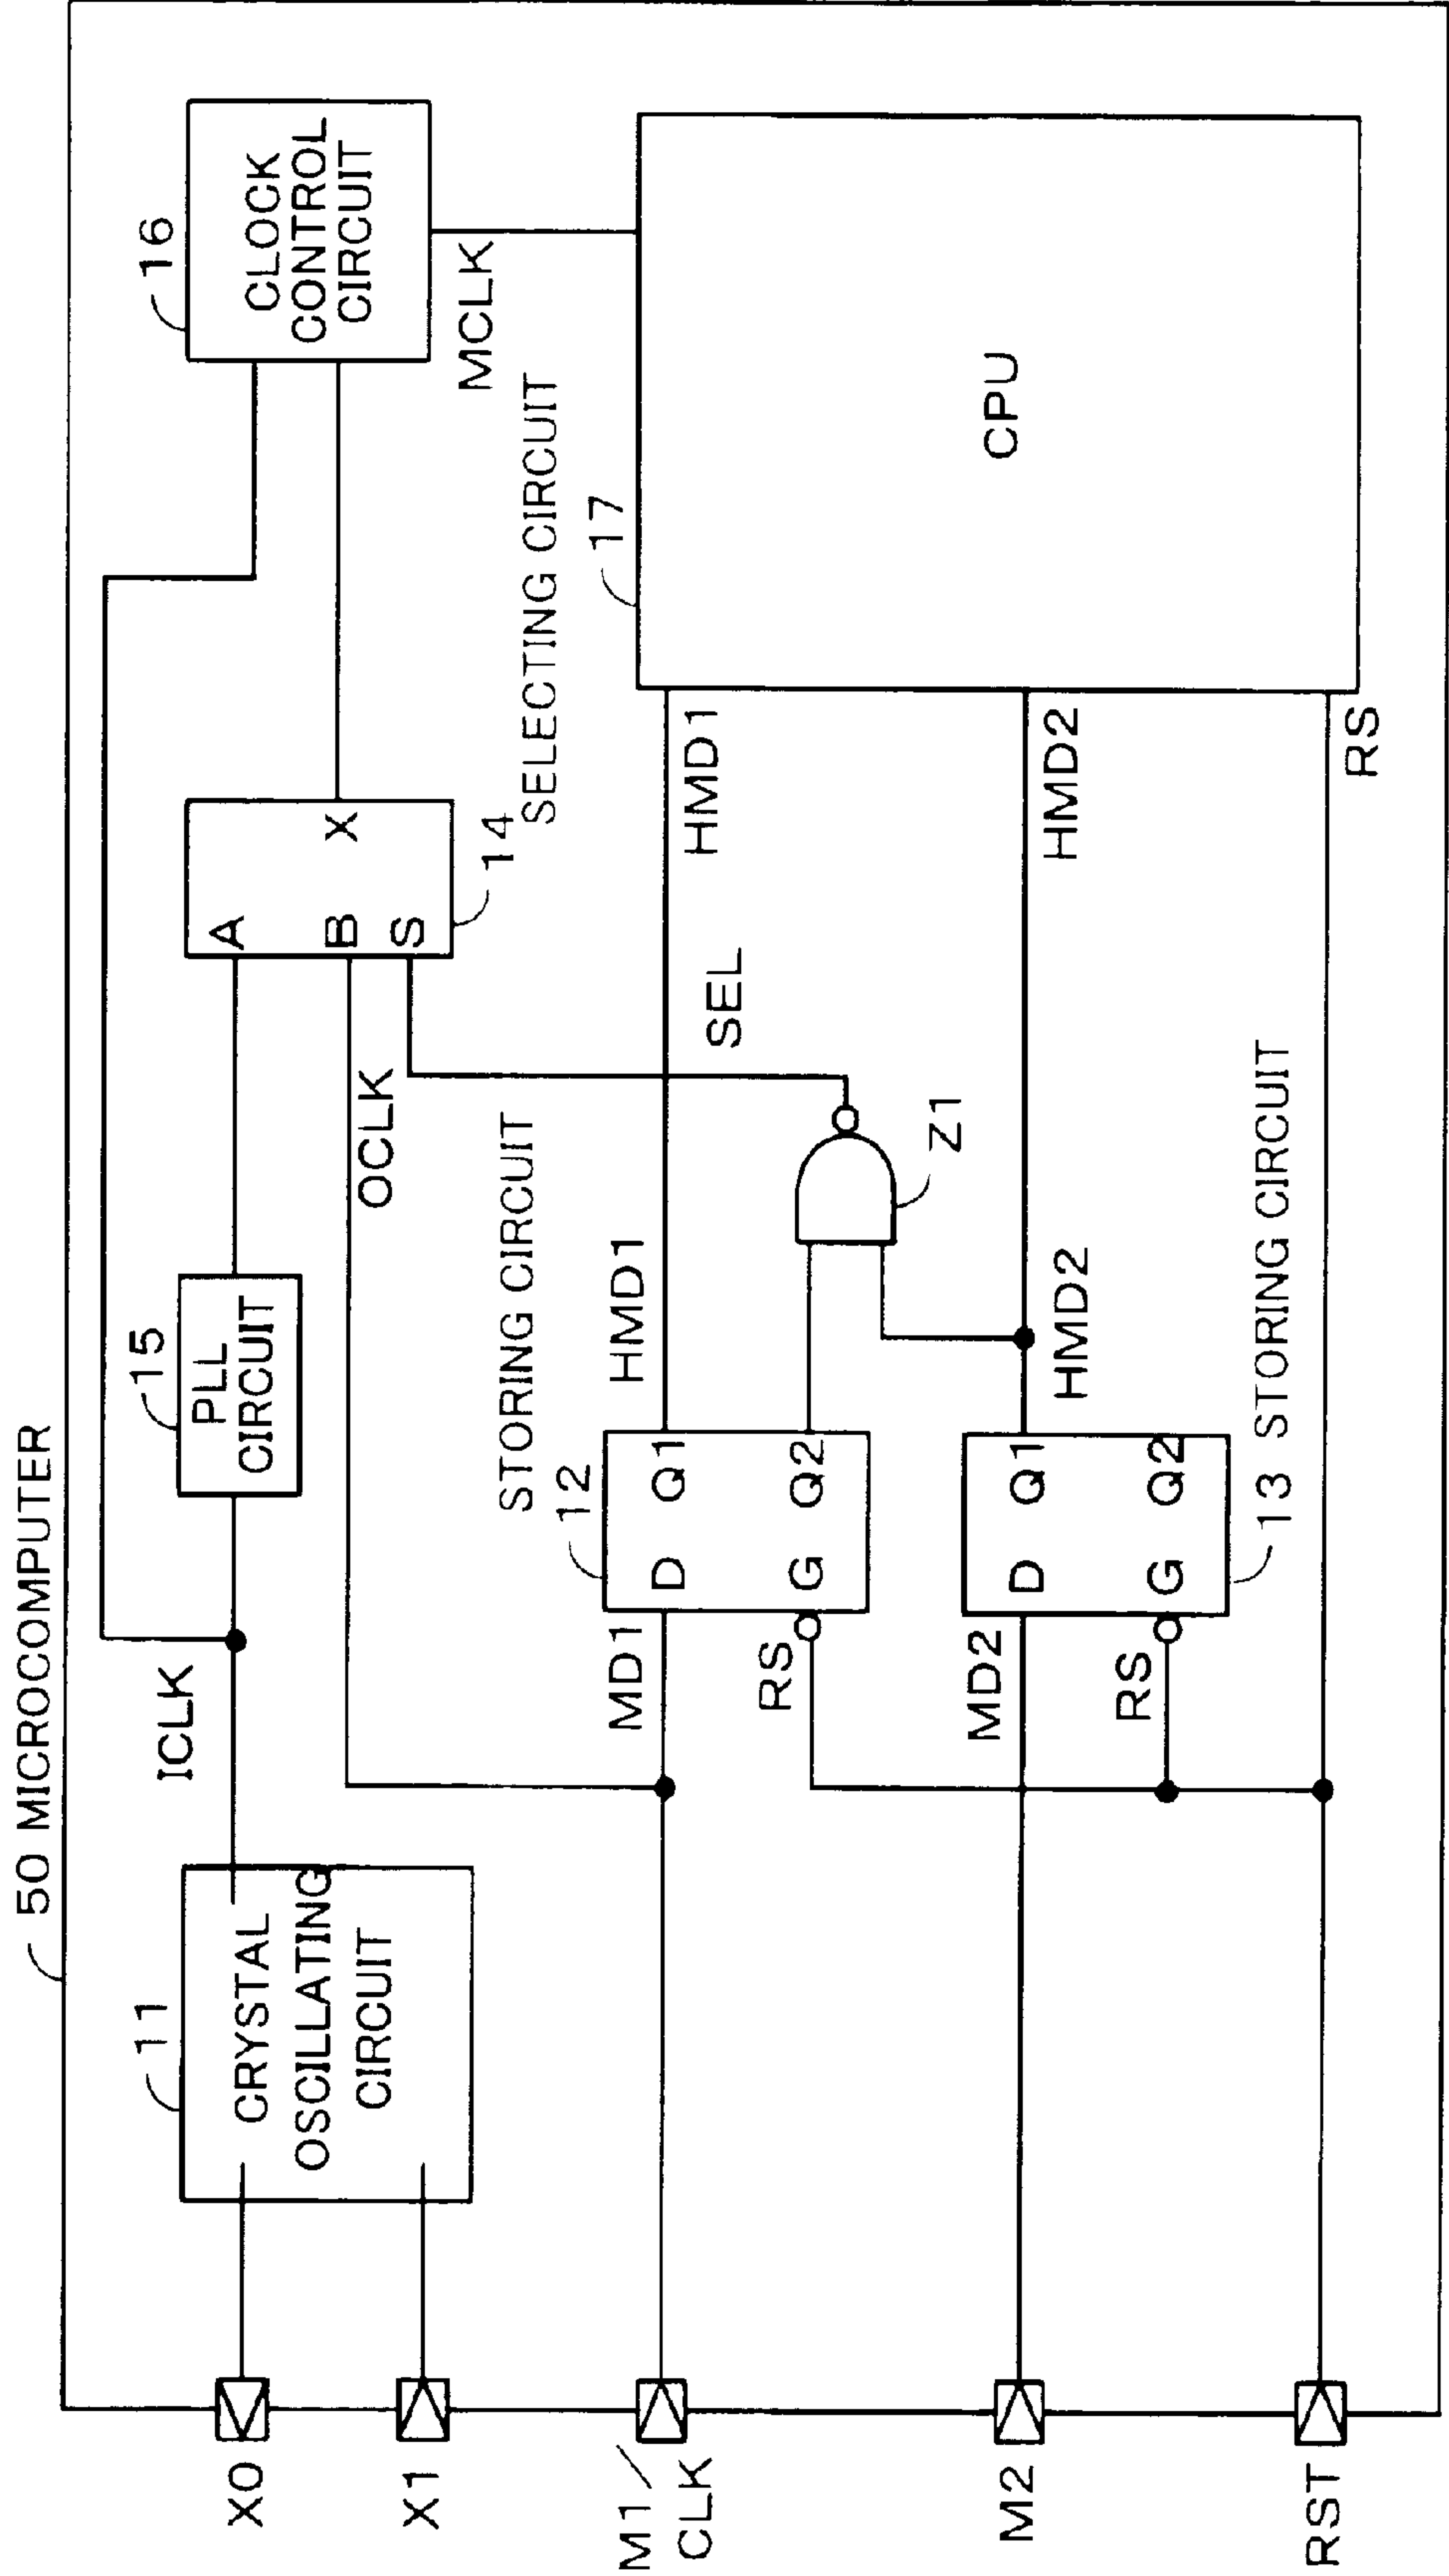 50 MICROCOMPUTER
11
CRYSTAL
OSCILLATING
CIRCUIT
ICLK
15
PLL
CIRCUIT
A
B
S
X
14
SELECTING CIRCUIT
16
CLOCK
CONTROL
CIRCUIT
MCLK
OCLK
X0
X1
M1/
CLK
M2
RST
STORING CIRCUIT
12
D
Q1
G
Q2
MD1
RS
HMD1
HMD1
SEL
Z1
17
CPU
MD2
RS
D
Q1
G
Q2
HMD2
HMD2
13 STORING CIRCUIT
RS